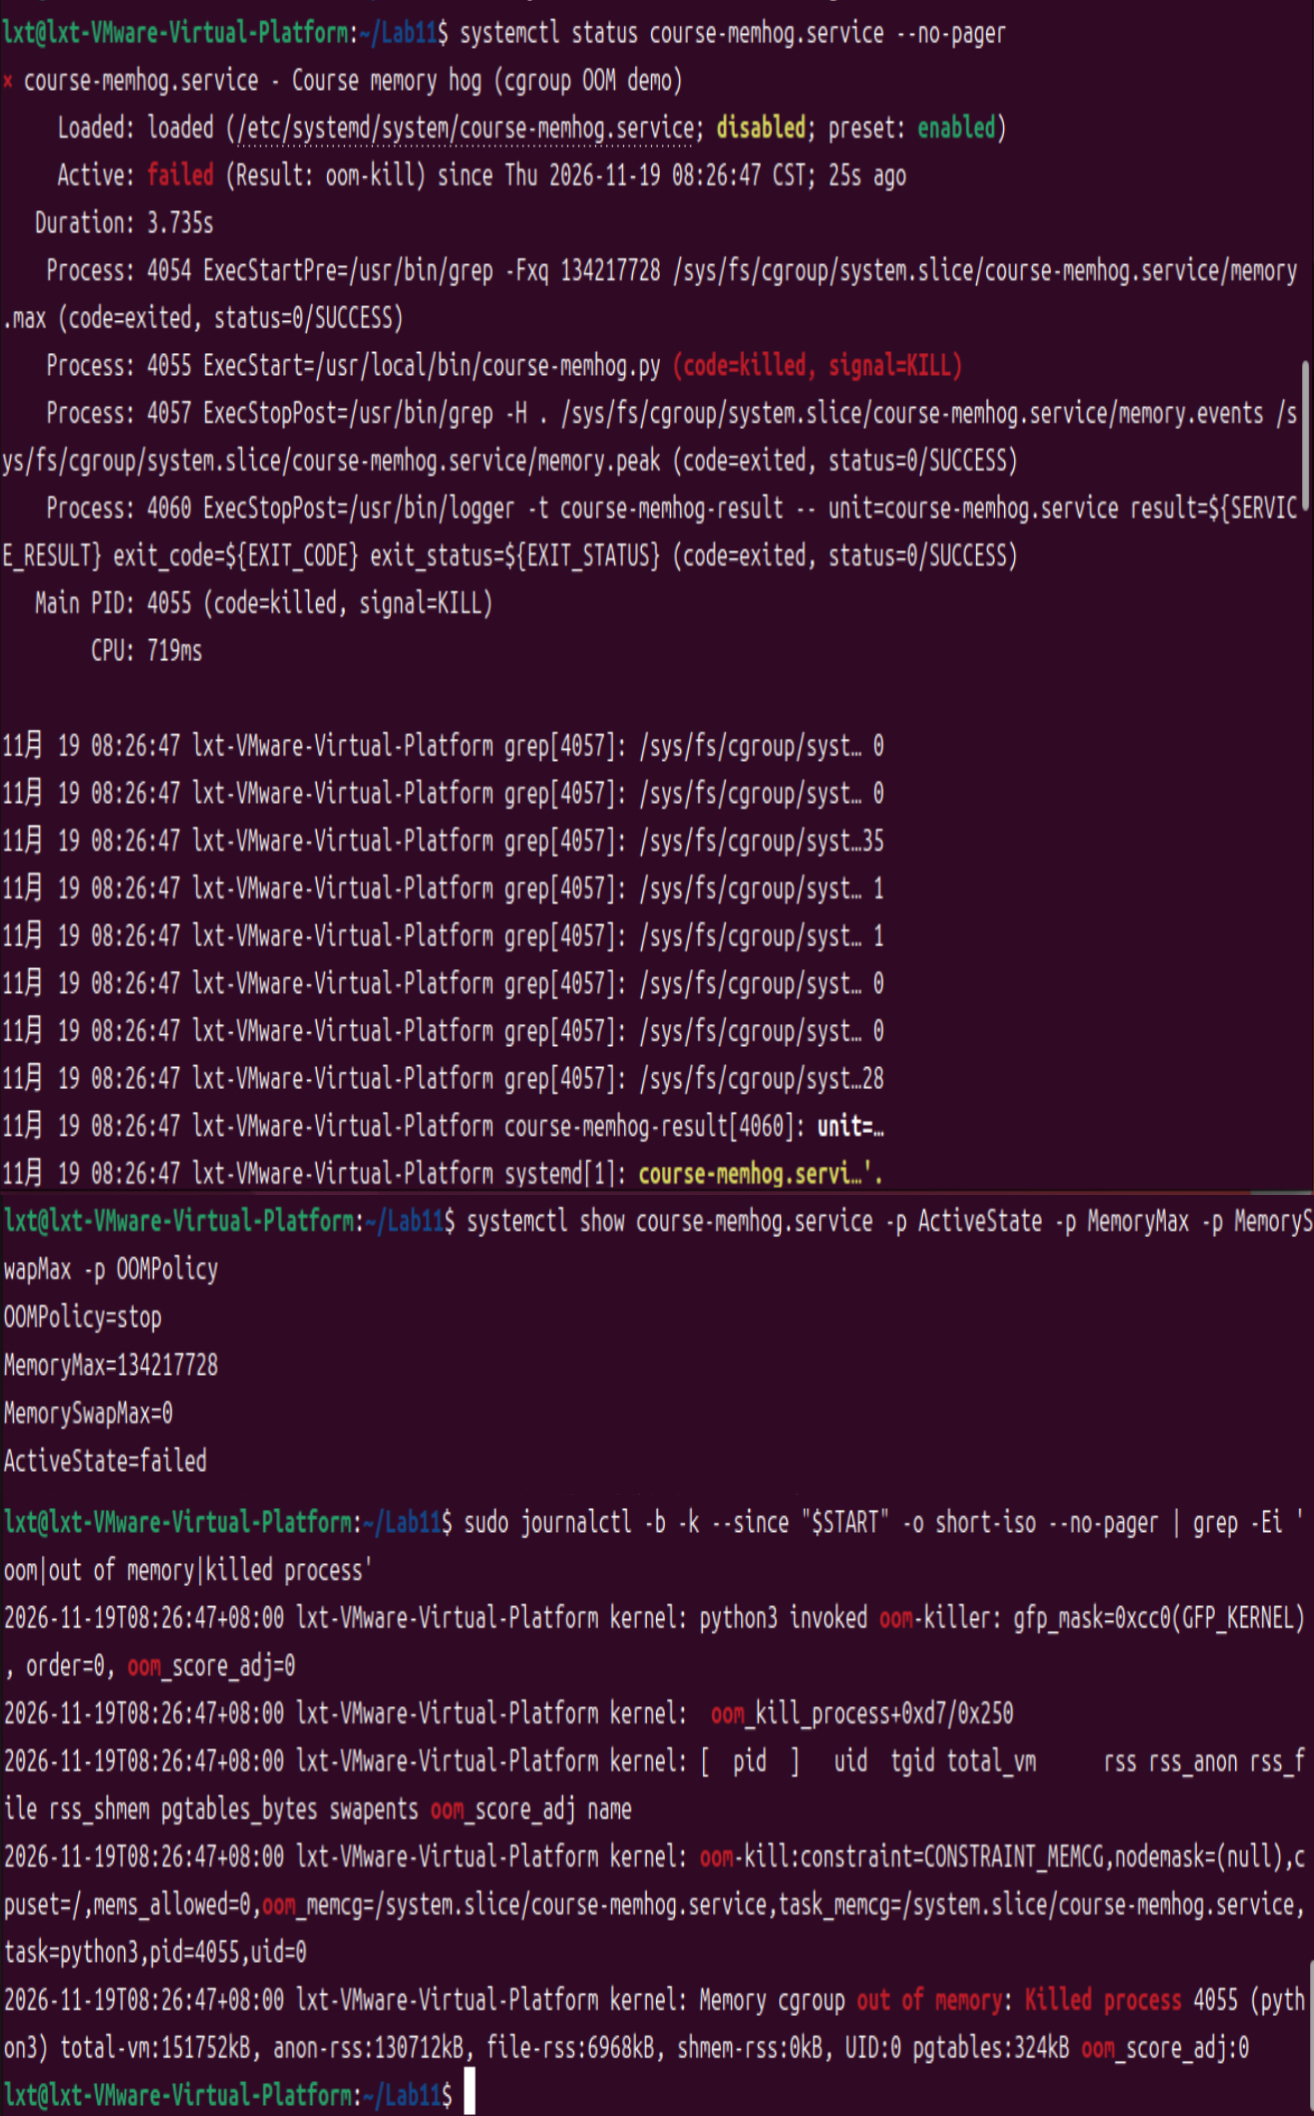 lxt@lxt-VMware-Virtual-Platform:~/Lab11$ systemctl status course-memhog.service --no-pager
× course-memhog.service - Course memory hog (cgroup OOM demo)
     Loaded: loaded (/etc/systemd/system/course-memhog.service; disabled; preset: enabled)
     Active: failed (Result: oom-kill) since Thu 2026-11-19 08:26:47 CST; 25s ago
   Duration: 3.735s
    Process: 4054 ExecStartPre=/usr/bin/grep -Fxq 134217728 /sys/fs/cgroup/system.slice/course-memhog.service/memory
.max (code=exited, status=0/SUCCESS)
    Process: 4055 ExecStart=/usr/local/bin/course-memhog.py (code=killed, signal=KILL)
    Process: 4057 ExecStopPost=/usr/bin/grep -H . /sys/fs/cgroup/system.slice/course-memhog.service/memory.events /s
ys/fs/cgroup/system.slice/course-memhog.service/memory.peak (code=exited, status=0/SUCCESS)
    Process: 4060 ExecStopPost=/usr/bin/logger -t course-memhog-result -- unit=course-memhog.service result=${SERVIC
E_RESULT} exit_code=${EXIT_CODE} exit_status=${EXIT_STATUS} (code=exited, status=0/SUCCESS)
   Main PID: 4055 (code=killed, signal=KILL)
        CPU: 719ms

11月 19 08:26:47 lxt-VMware-Virtual-Platform grep[4057]: /sys/fs/cgroup/syst… 0
11月 19 08:26:47 lxt-VMware-Virtual-Platform grep[4057]: /sys/fs/cgroup/syst… 0
11月 19 08:26:47 lxt-VMware-Virtual-Platform grep[4057]: /sys/fs/cgroup/syst…35
11月 19 08:26:47 lxt-VMware-Virtual-Platform grep[4057]: /sys/fs/cgroup/syst… 1
11月 19 08:26:47 lxt-VMware-Virtual-Platform grep[4057]: /sys/fs/cgroup/syst… 1
11月 19 08:26:47 lxt-VMware-Virtual-Platform grep[4057]: /sys/fs/cgroup/syst… 0
11月 19 08:26:47 lxt-VMware-Virtual-Platform grep[4057]: /sys/fs/cgroup/syst… 0
11月 19 08:26:47 lxt-VMware-Virtual-Platform grep[4057]: /sys/fs/cgroup/syst…28
11月 19 08:26:47 lxt-VMware-Virtual-Platform course-memhog-result[4060]: unit=…
11月 19 08:26:47 lxt-VMware-Virtual-Platform systemd[1]: course-memhog.servi…'.
lxt@lxt-VMware-Virtual-Platform:~/Lab11$ systemctl show course-memhog.service -p ActiveState -p MemoryMax -p MemoryS
wapMax -p OOMPolicy
OOMPolicy=stop
MemoryMax=134217728
MemorySwapMax=0
ActiveState=failed
lxt@lxt-VMware-Virtual-Platform:~/Lab11$ sudo journalctl -b -k --since "$START" -o short-iso --no-pager | grep -Ei '
oom|out of memory|killed process'
2026-11-19T08:26:47+08:00 lxt-VMware-Virtual-Platform kernel: python3 invoked oom-killer: gfp_mask=0xcc0(GFP_KERNEL)
, order=0, oom_score_adj=0
2026-11-19T08:26:47+08:00 lxt-VMware-Virtual-Platform kernel:  oom_kill_process+0xd7/0x250
2026-11-19T08:26:47+08:00 lxt-VMware-Virtual-Platform kernel: [  pid  ]   uid  tgid total_vm      rss rss_anon rss_f
ile rss_shmem pgtables_bytes swapents oom_score_adj name
2026-11-19T08:26:47+08:00 lxt-VMware-Virtual-Platform kernel: oom-kill:constraint=CONSTRAINT_MEMCG,nodemask=(null),c
puset=/,mems_allowed=0,oom_memcg=/system.slice/course-memhog.service,task_memcg=/system.slice/course-memhog.service,
task=python3,pid=4055,uid=0
2026-11-19T08:26:47+08:00 lxt-VMware-Virtual-Platform kernel: Memory cgroup out of memory: Killed process 4055 (pyth
on3) total-vm:151752kB, anon-rss:130712kB, file-rss:6968kB, shmem-rss:0kB, UID:0 pgtables:324kB oom_score_adj:0
lxt@lxt-VMware-Virtual-Platform:~/Lab11$